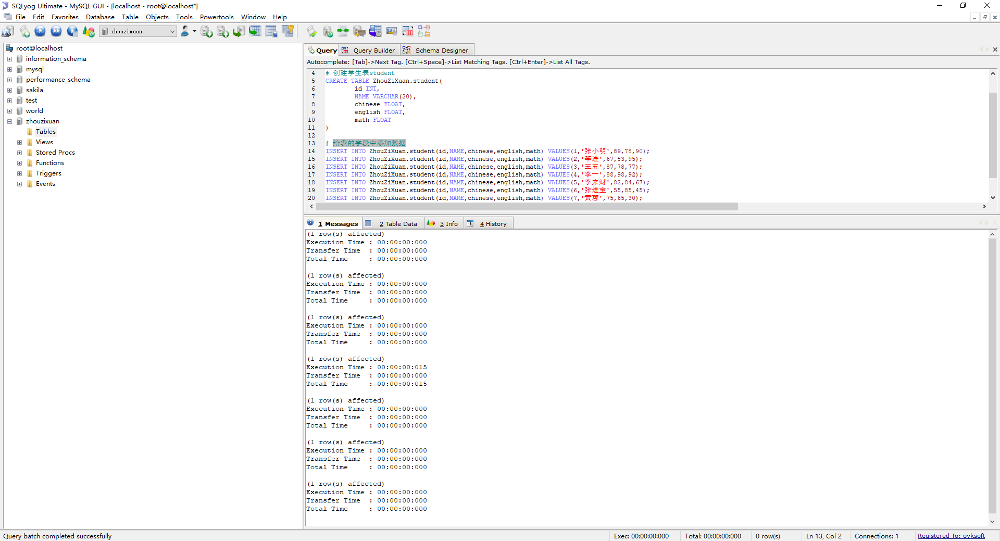 SQLyog Ultimate - MySQL GUI - [localhost - root@localhost*]
File Edit Favorites Database Table Objects Tools Powertools Window Help
zhouzixuan
root@localhost
information_schema
mysql
performance_schema
sakila
test
world
zhouzixuan
Tables
Views
Stored Procs
Functions
Triggers
Events
Query Query Builder Schema Designer
Autocomplete: [Tab]->Next Tag. [Ctrl+Space]->List Matching Tags. [Ctrl+Enter]->List All Tags.
4 # 创建学生表student
5 CREATE TABLE ZhouZiXuan.student(
6 id INT,
7 NAME VARCHAR(20),
8 chinese FLOAT,
9 english FLOAT,
10 math FLOAT
11 )
12
13 # 给表的字段中添加数据
14 INSERT INTO ZhouZiXuan.student(id,NAME,chinese,english,math) VALUES(1,'张小明',89,78,90);
15 INSERT INTO ZhouZiXuan.student(id,NAME,chinese,english,math) VALUES(2,'李进',67,53,95);
16 INSERT INTO ZhouZiXuan.student(id,NAME,chinese,english,math) VALUES(3,'王五',87,78,77);
17 INSERT INTO ZhouZiXuan.student(id,NAME,chinese,english,math) VALUES(4,'李一',88,98,92);
18 INSERT INTO ZhouZiXuan.student(id,NAME,chinese,english,math) VALUES(5,'李来财',82,84,67);
19 INSERT INTO ZhouZiXuan.student(id,NAME,chinese,english,math) VALUES(6,'张进宝',55,85,45);
20 INSERT INTO ZhouZiXuan.student(id,NAME,chinese,english,math) VALUES(7,'黄蓉',75,65,30);
1 Messages 2 Table Data 3 Info 4 History
(1 row(s) affected)
Execution Time : 00:00:00:000
Transfer Time : 00:00:00:000
Total Time : 00:00:00:000
(1 row(s) affected)
Execution Time : 00:00:00:000
Transfer Time : 00:00:00:000
Total Time : 00:00:00:000
(1 row(s) affected)
Execution Time : 00:00:00:000
Transfer Time : 00:00:00:000
Total Time : 00:00:00:000
(1 row(s) affected)
Execution Time : 00:00:00:015
Transfer Time : 00:00:00:000
Total Time : 00:00:00:015
(1 row(s) affected)
Execution Time : 00:00:00:000
Transfer Time : 00:00:00:000
Total Time : 00:00:00:000
(1 row(s) affected)
Execution Time : 00:00:00:000
Transfer Time : 00:00:00:000
Total Time : 00:00:00:000
(1 row(s) affected)
Execution Time : 00:00:00:000
Transfer Time : 00:00:00:000
Total Time : 00:00:00:000
Query batch completed successfully Exec: 00:00:00:000 Total: 00:00:00:000 0 row(s) Ln 13, Col 2 Connections: 1 Registered To: ovksoft